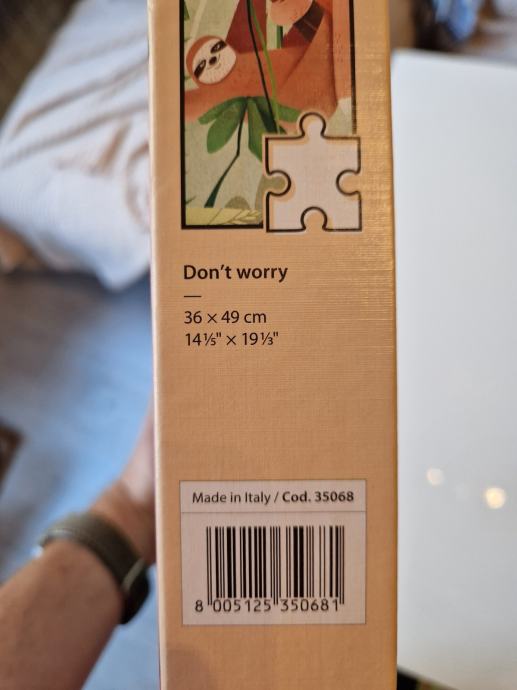 Don't worry
—
36 × 49 cm
14⅕" × 19⅓"
Made in Italy / Cod. 35068
8 005125 350681